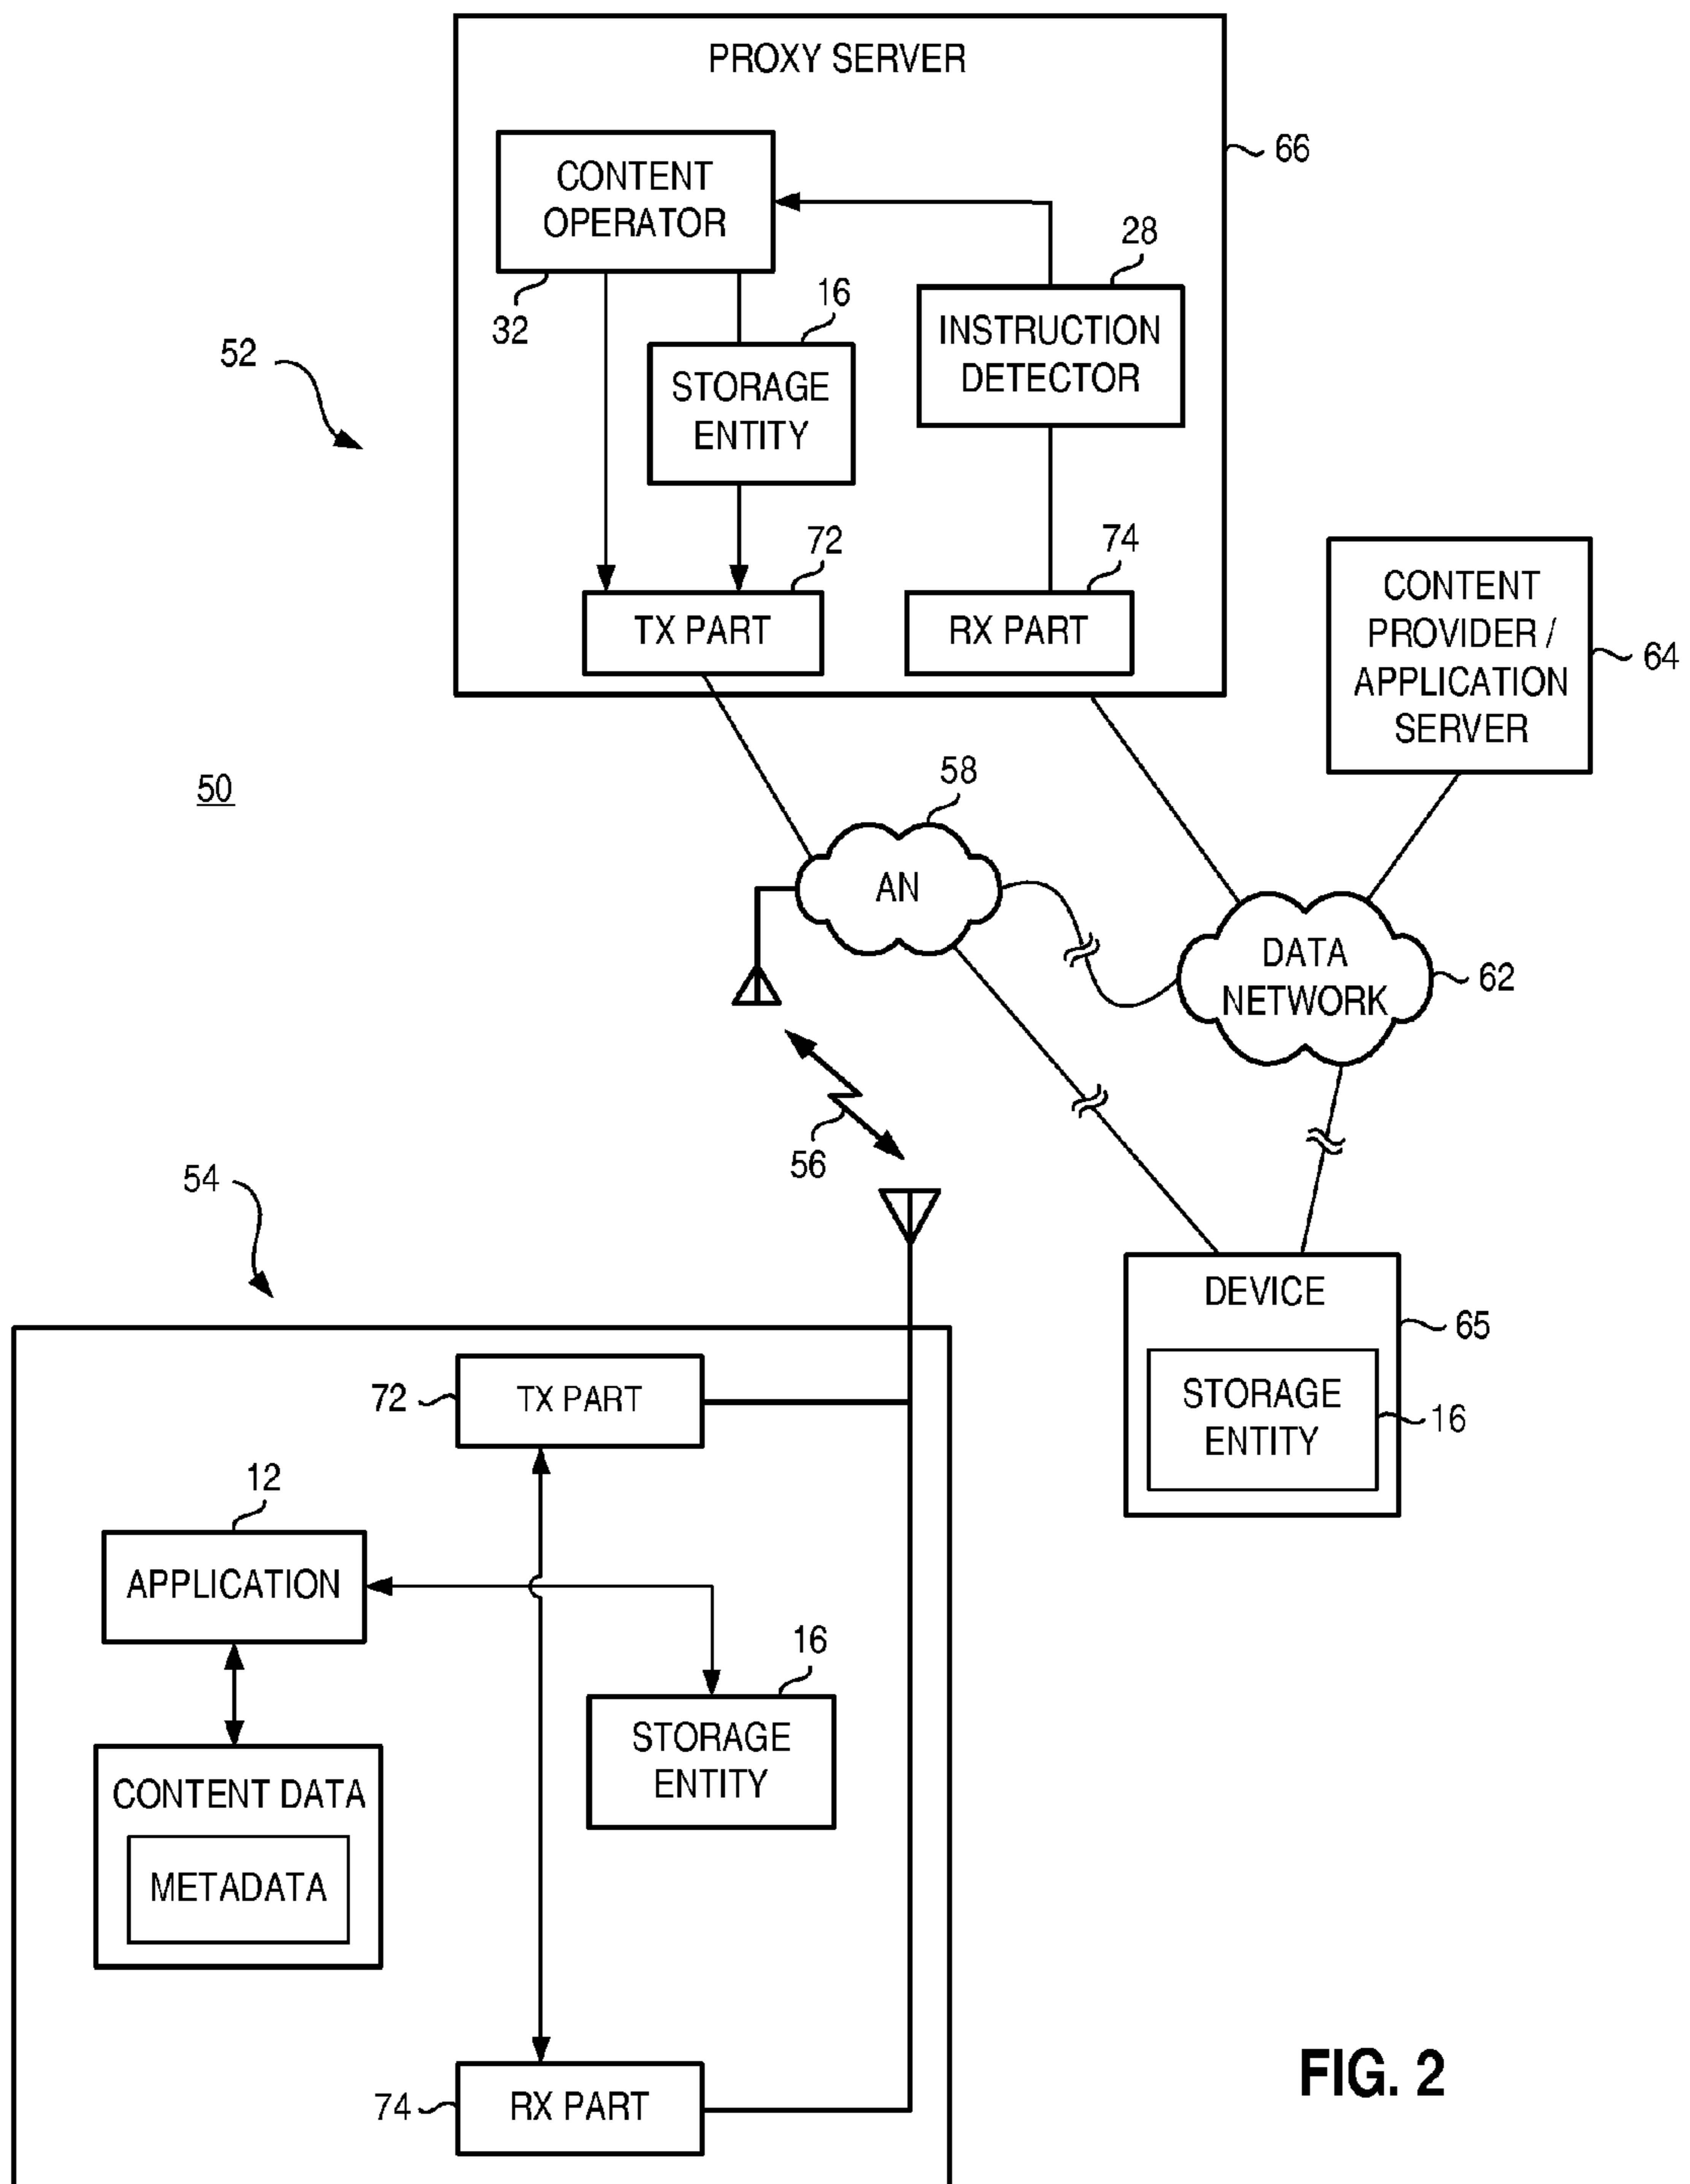 PROXY SERVER
66
CONTENT
OPERATOR
32
28
INSTRUCTION
DETECTOR
16
STORAGE
ENTITY
52
72
TX PART
74
RX PART
CONTENT
PROVIDER /
APPLICATION
SERVER
64
50
58
AN
DATA
NETWORK
62
56
54
DEVICE
65
STORAGE
ENTITY
16
72
TX PART
12
APPLICATION
16
STORAGE
ENTITY
CONTENT DATA
METADATA
74
RX PART
FIG. 2